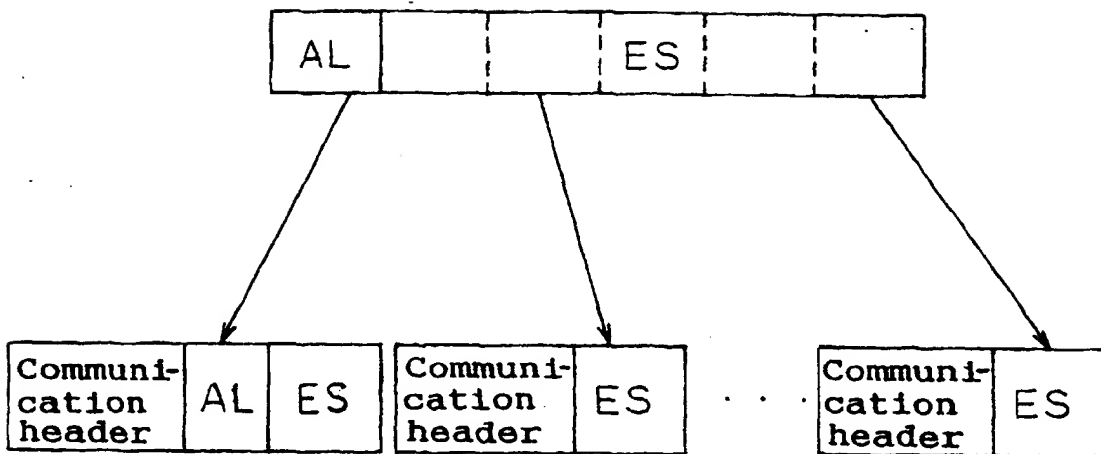 AL ES
Communi-
cation
header
AL ES
Communi-
cation
header
ES
. . .
Communi-
cation
header
ES